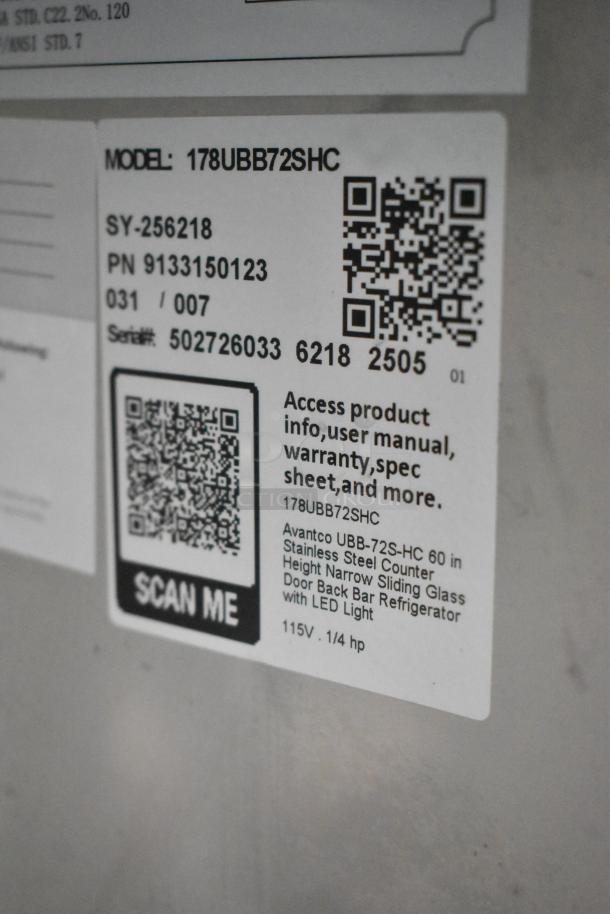 STD. C22. 2No. 120
/ANSI STD. 7
MODEL: 178UBB72SHC
SY-256218
PN 9133150123
031 / 007
Serial#: 502726033 6218 2505
01
Access product
info,user manual,
warranty,spec
sheet,and more.
178UBB72SHC
Avantco UBB-72S-HC 60 in
Stainless Steel Counter
Height Narrow Sliding Glass
Door Back Bar Refrigerator
with LED Light
115V . 1/4 hp
SCAN ME